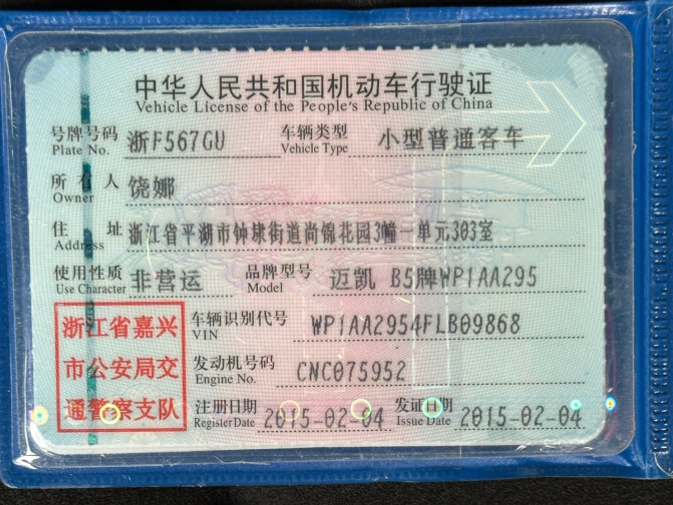 中华人民共和国机动车行驶证
Vehicle License of the People's Republic of China
号牌号码 浙F567GU 车辆类型 小型普通客车
Plate No. Vehicle Type
所有人 饶娜
Owner
住址 浙江省平湖市钟埭街道尚锦花园3幢一单元303室
Address
使用性质 非营运 品牌型号 迈凯 B5牌WP1AA295
Use Character Model
浙江省嘉兴
市公安局交
通警察支队
车辆识别代号 WP1AA2954FLB09868
VIN
发动机号码 CNC075952
Engine No.
注册日期 2015-02-04 发证日期 2015-02-04
Register Date Issue Date